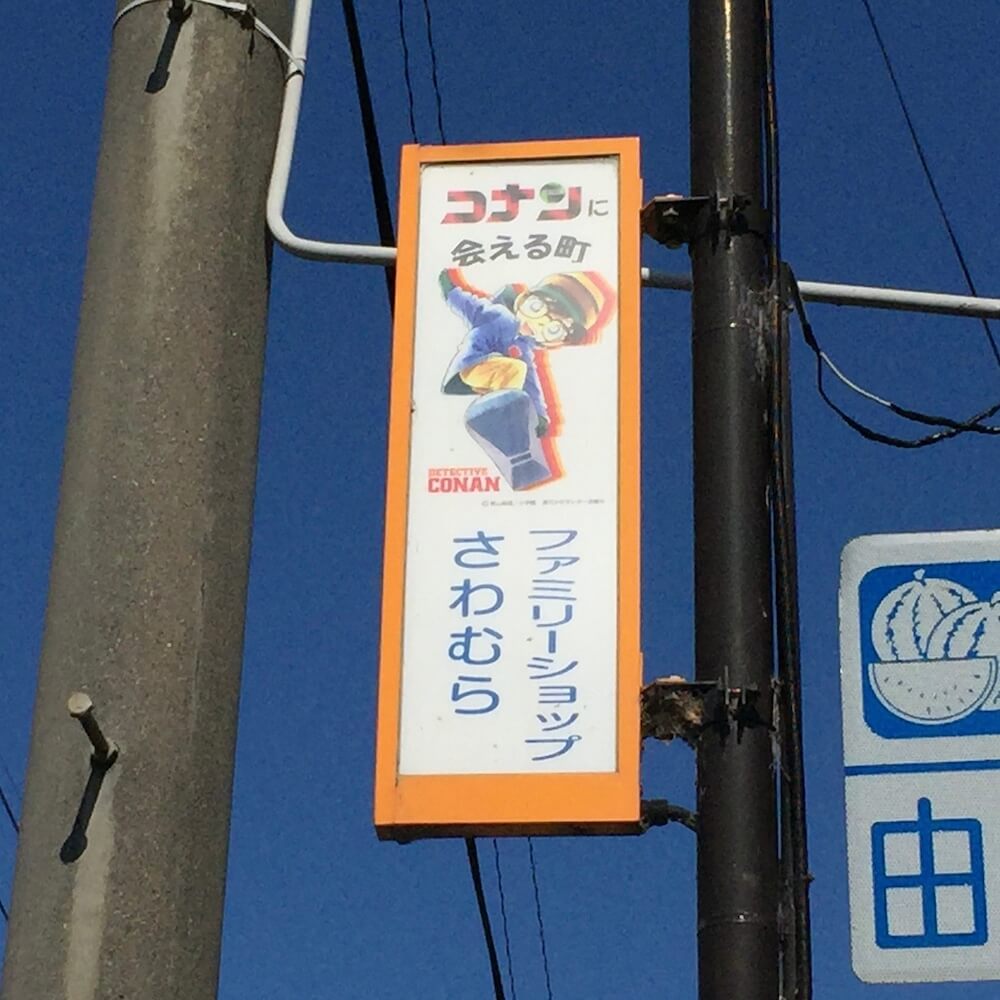 コナンに
会える町
DETECTIVE
CONAN
ファミリーショップ
さわむら
由